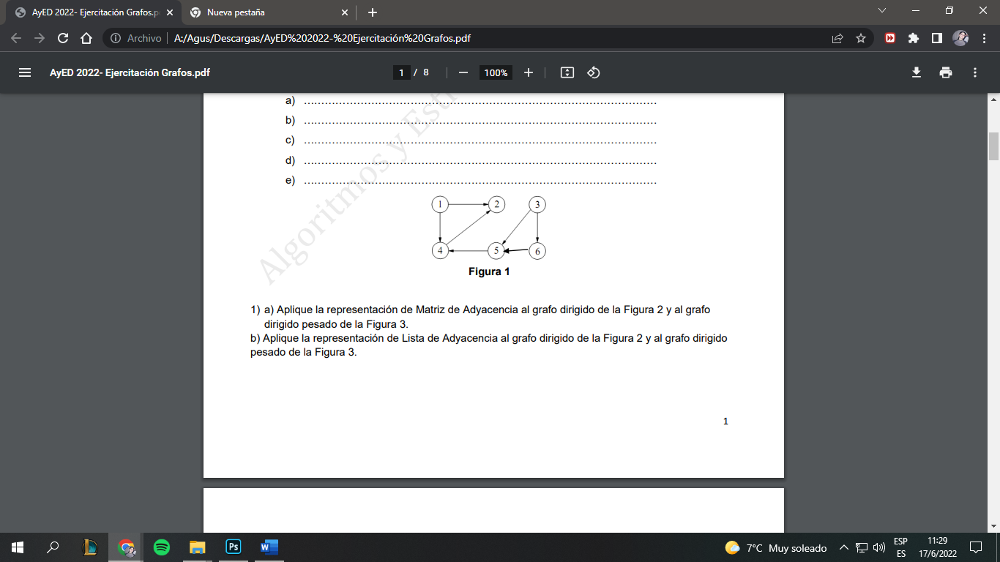 AyED 2022- Ejercitación Grafos.p
Nueva pestaña
Archivo
A:/Agus/Descargas/AyED%202022-%20Ejercitación%20Grafos.pdf
AyED 2022- Ejercitación Grafos.pdf
1 / 8
100%
a) ………………………………………………………………………………………
b) ………………………………………………………………………………………
c) ………………………………………………………………………………………
d) ………………………………………………………………………………………
e) ………………………………………………………………………………………
Algoritmos y Estr
1 2 3
4 5 6
Figura 1
1) a) Aplique la representación de Matriz de Adyacencia al grafo dirigido de la Figura 2 y al grafo
dirigido pesado de la Figura 3.
b) Aplique la representación de Lista de Adyacencia al grafo dirigido de la Figura 2 y al grafo dirigido
pesado de la Figura 3.
1
Ps
W
7°C Muy soleado
ESP
ES
11:29
17/6/2022